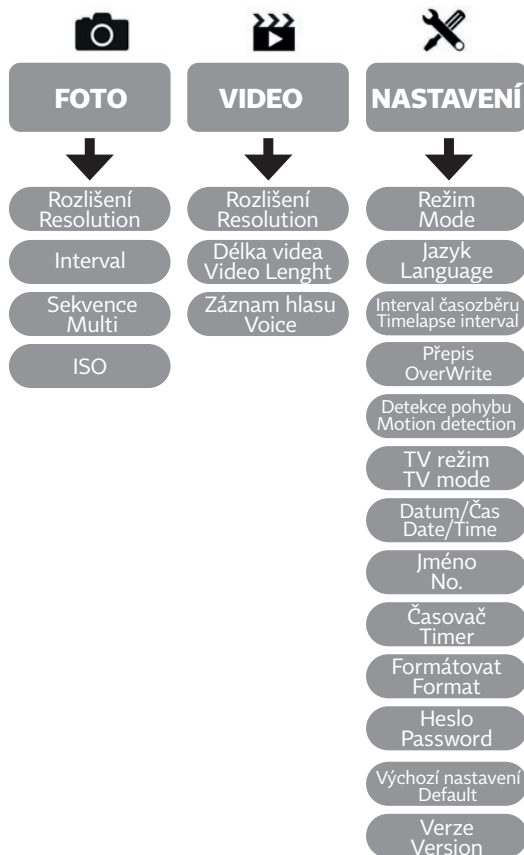 FOTO
Rozlišení
Resolution
Interval
Sekvence
Multi
ISO
VIDEO
Rozlišení
Resolution
Délka videa
Video Lenght
Záznam hlasu
Voice
NASTAVENÍ
Režim
Mode
Jazyk
Language
Interval časozběru
Timelapse interval
Přepis
OverWrite
Detekce pohybu
Motion detection
TV režim
TV mode
Datum/Čas
Date/Time
Jméno
No.
Časovač
Timer
Formátovat
Format
Heslo
Password
Výchozí nastavení
Default
Verze
Version